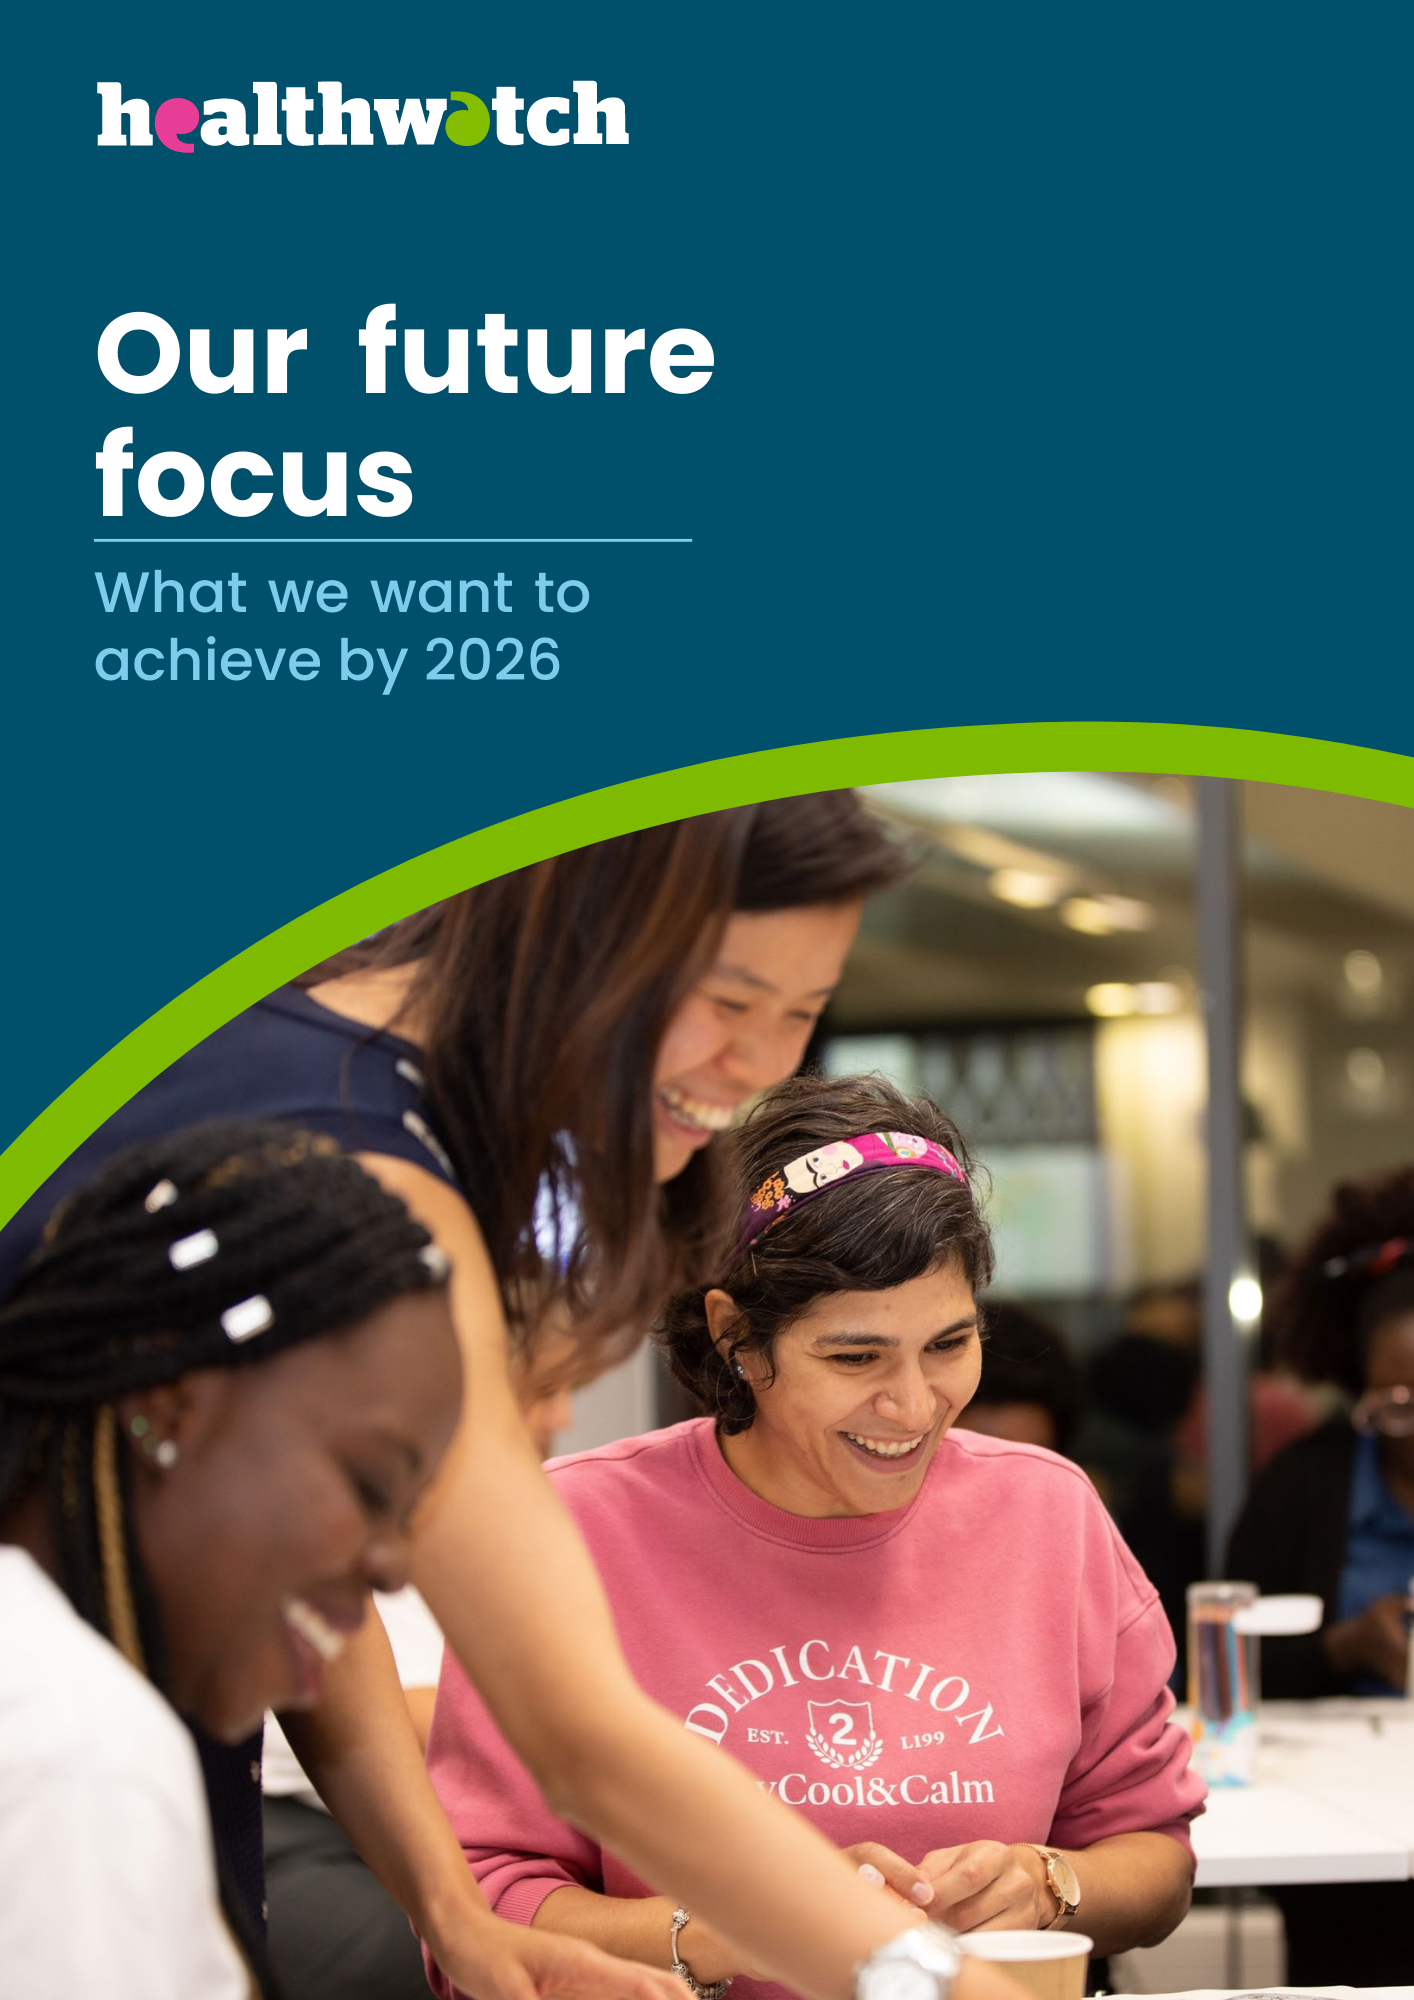 healthwatch
Our future
focus
What we want to
achieve by 2026
DEDICATION
EST. 2 L199
Cool&Calm